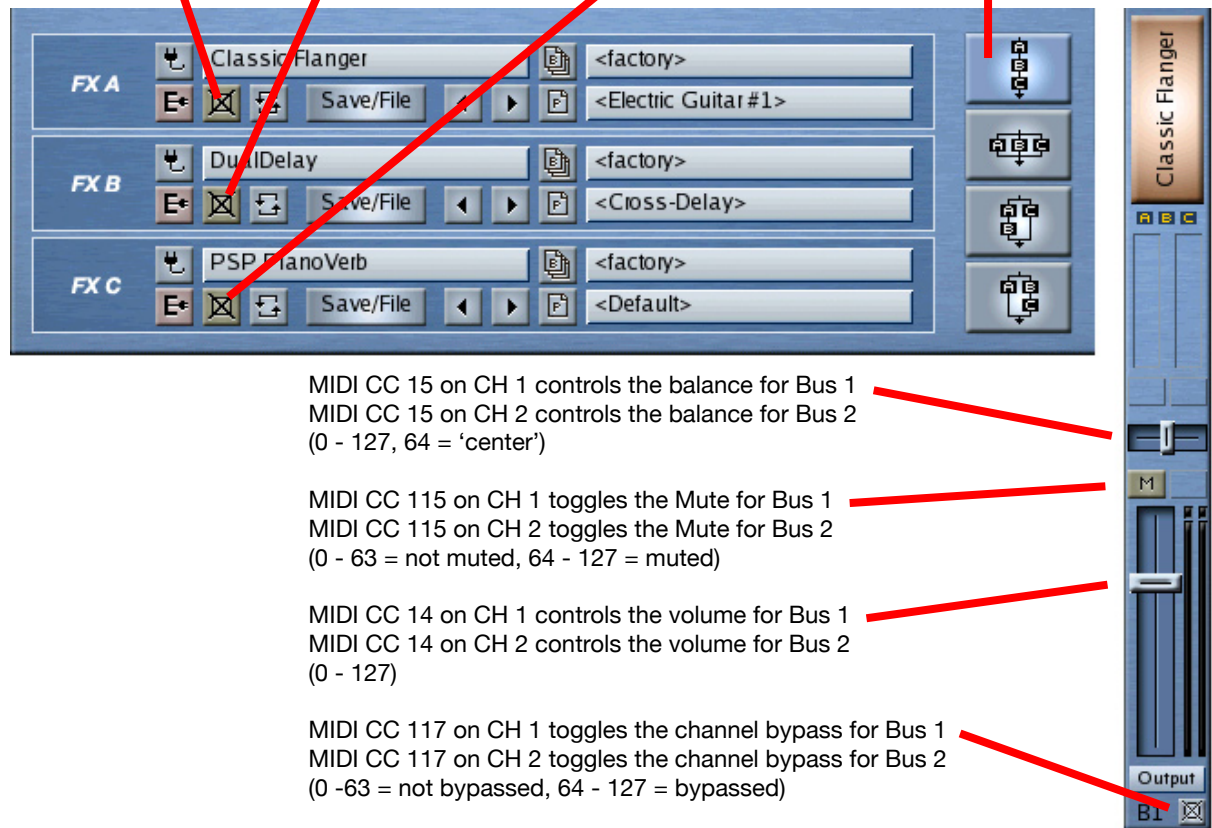 FX A
Classic Flanger
<factory>
Save/File
<Electric Guitar #1>
FX B
DualDelay
<factory>
Save/File
<Cross-Delay>
FX C
PSP PianoVerb
<factory>
Save/File
<Default>
A
B
C
A B C
A C
B
A B
C
Classic Flanger
A B C
MIDI CC 15 on CH 1 controls the balance for Bus 1
MIDI CC 15 on CH 2 controls the balance for Bus 2
(0 - 127, 64 = ‘center’)
MIDI CC 115 on CH 1 toggles the Mute for Bus 1
MIDI CC 115 on CH 2 toggles the Mute for Bus 2
(0 - 63 = not muted, 64 - 127 = muted)
M
MIDI CC 14 on CH 1 controls the volume for Bus 1
MIDI CC 14 on CH 2 controls the volume for Bus 2
(0 - 127)
MIDI CC 117 on CH 1 toggles the channel bypass for Bus 1
MIDI CC 117 on CH 2 toggles the channel bypass for Bus 2
(0 -63 = not bypassed, 64 - 127 = bypassed)
Output
B1